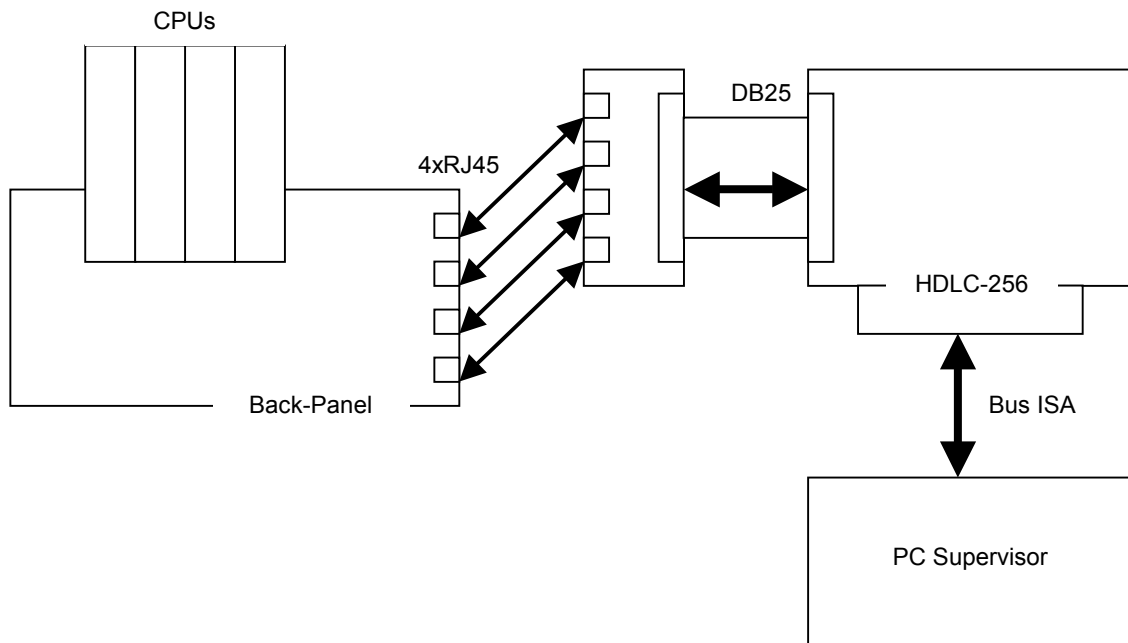 CPUs
DB25
4xRJ45
HDLC-256
Back-Panel
Bus ISA
PC Supervisor